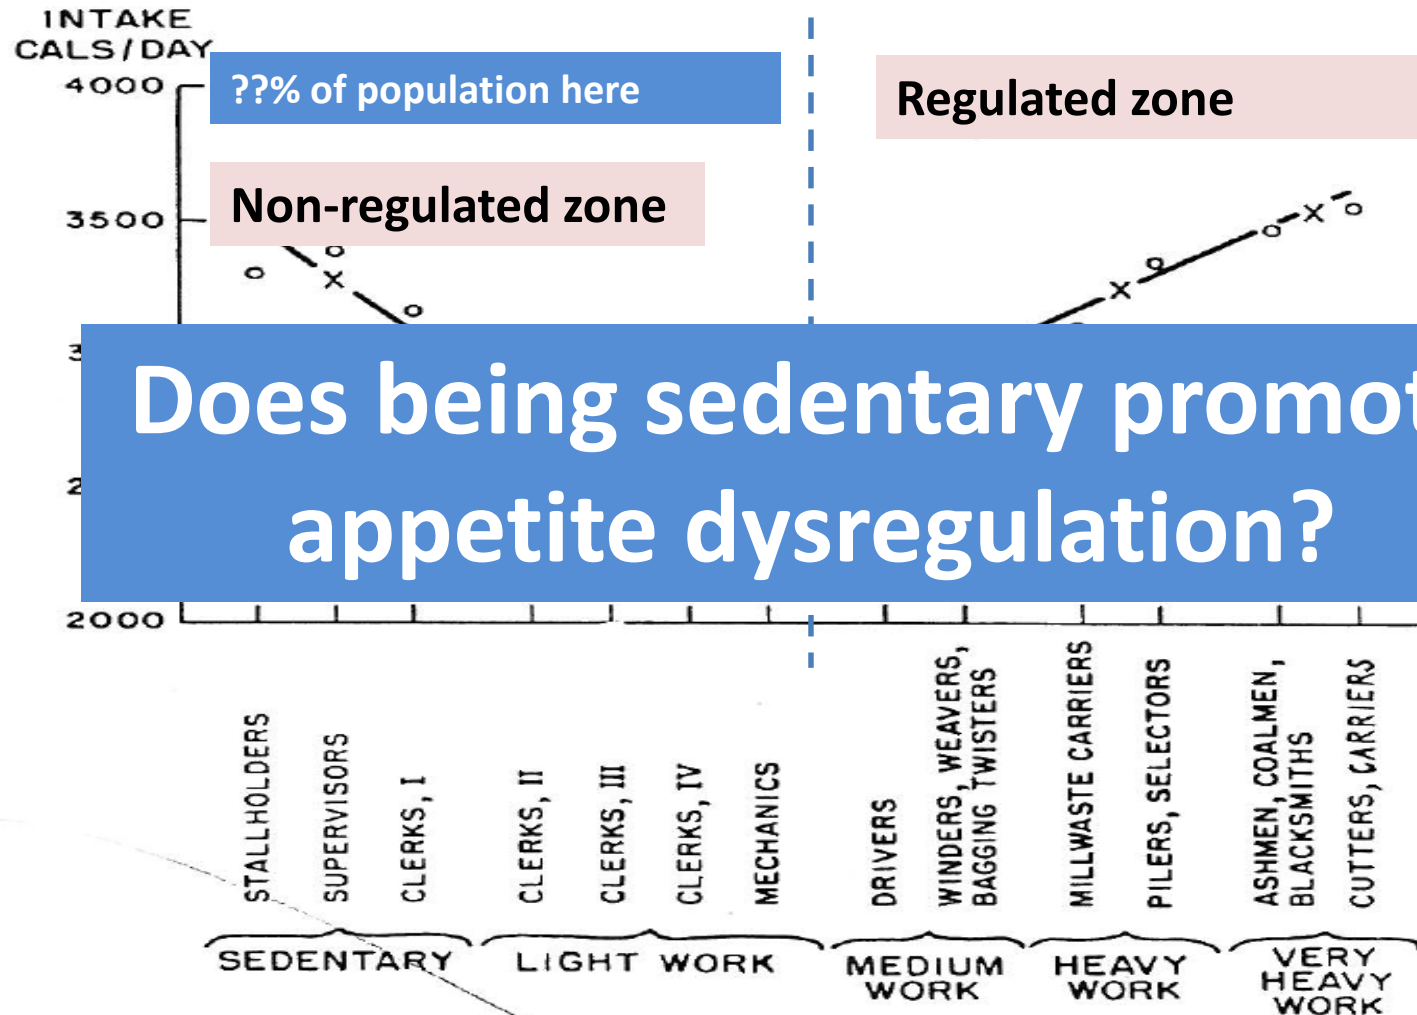 INTAKE
CALS/DAY
4000
??% of population here
Regulated zone
3500
Non-regulated zone
3
Does being sedentary promot
2
appetite dysregulation?
2000
STALLHOLDERS
SUPERVISORS
CLERKS, I
CLERKS, II
CLERKS, III
CLERKS, IV
MECHANICS
DRIVERS
WINDERS, WEAVERS,
BAGGING TWISTERS
MILLWASTE CARRIERS
PILERS, SELECTORS
ASHMEN, COALMEN,
BLACKSMITHS
CUTTERS, CARRIERS
SEDENTARY
LIGHT WORK
MEDIUM
WORK
HEAVY
WORK
VERY
HEAVY
WORK